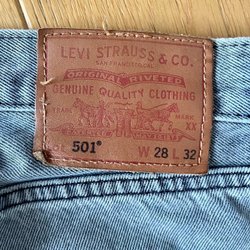 LEVI STRAUSS & CO.
SAN FRANCISCO, CAL.
ORIGINAL RIVETED
GENUINE QUALITY CLOTHING
TRADE MARK
XX
501®
W 28 L 32